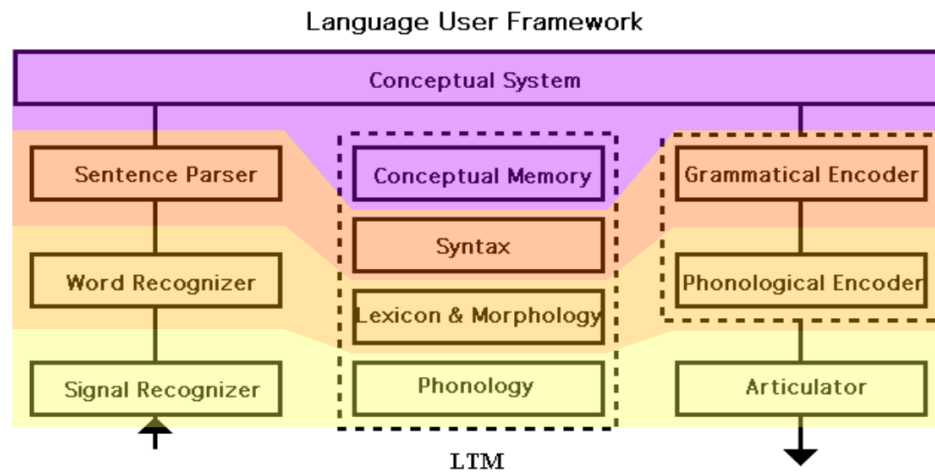 Language User Framework
Conceptual System
Sentence Parser
Conceptual Memory
Grammatical Encoder
Syntax
Word Recognizer
Phonological Encoder
Lexicon & Morphology
Signal Recognizer
Phonology
Articulator
LTM